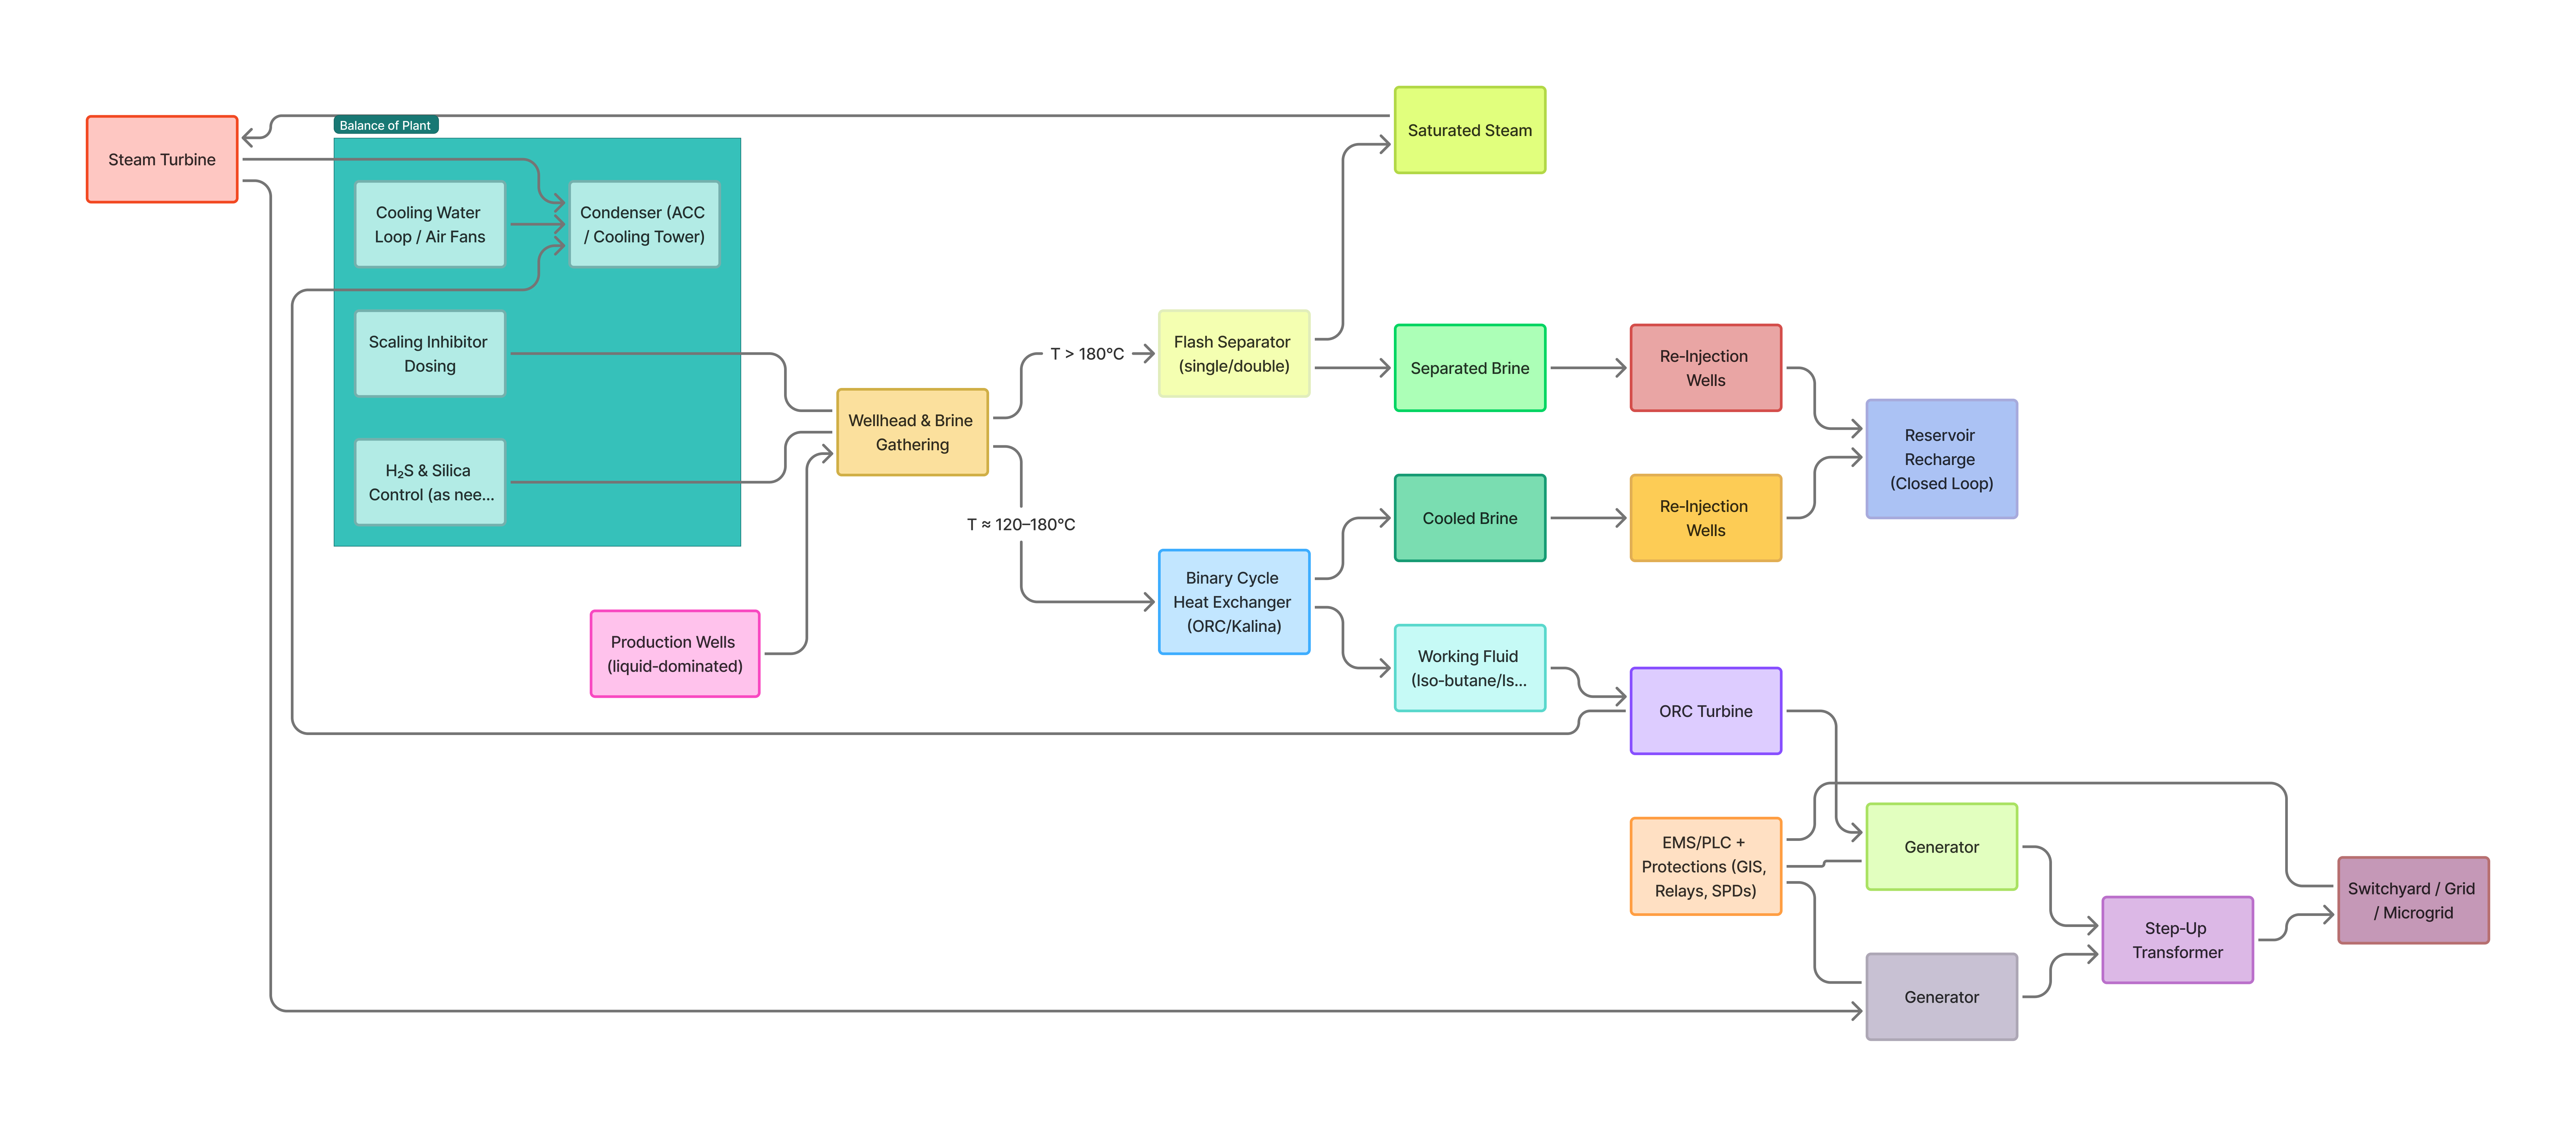 Saturated Steam
Balance of Plant
Steam Turbine
Cooling Water
Loop / Air Fans
Condenser (ACC
/ Cooling Tower)
Scaling Inhibitor
Dosing
H₂S & Silica
Control (as nee...
Wellhead & Brine
Gathering
T > 180°C
T ≈ 120–180°C
Flash Separator
(single/double)
Separated Brine
Re-Injection
Wells
Reservoir
Recharge
(Closed Loop)
Cooled Brine
Re-Injection
Wells
Production Wells
(liquid-dominated)
Binary Cycle
Heat Exchanger
(ORC/Kalina)
Working Fluid
(Iso-butane/Is...
ORC Turbine
EMS/PLC +
Protections (GIS,
Relays, SPDs)
Generator
Generator
Step-Up
Transformer
Switchyard / Grid
/ Microgrid